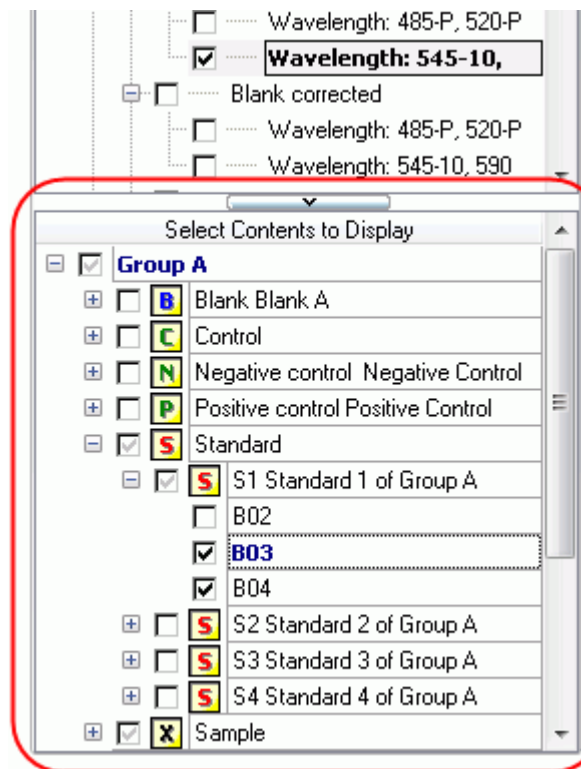 Wavelength: 485-P, 520-P
Wavelength: 545-10,
Blank corrected
Wavelength: 485-P, 520-P
Wavelength: 545-10, 590
Select Contents to Display
Group A
B Blank Blank A
C Control
N Negative control Negative Control
P Positive control Positive Control
S Standard
S S1 Standard 1 of Group A
B02
B03
B04
S S2 Standard 2 of Group A
S S3 Standard 3 of Group A
S S4 Standard 4 of Group A
X Sample